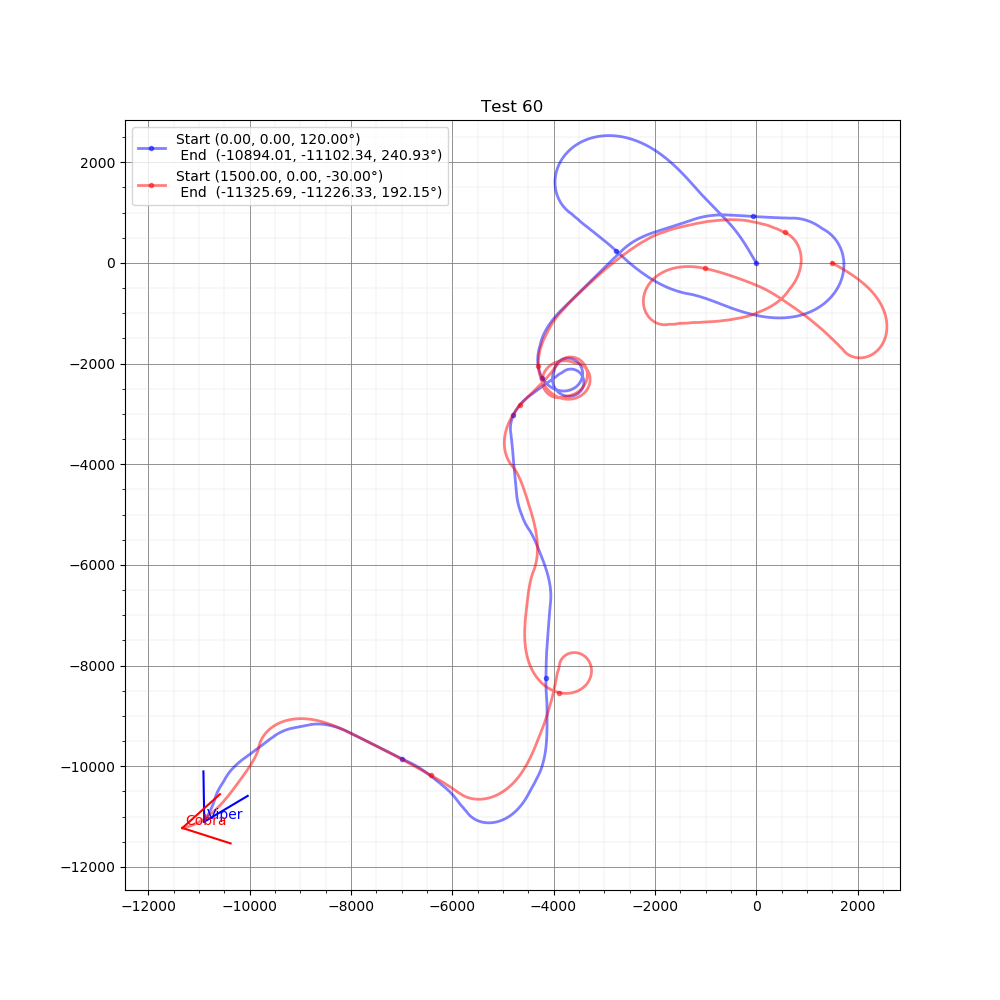 Test 60
Start (0.00, 0.00, 120.00°)
End  (-10894.01, -11102.34, 240.93°)
Start (1500.00, 0.00, -30.00°)
End  (-11325.69, -11226.33, 192.15°)
2000
0
−2000
−4000
−6000
−8000
−10000
−12000
Viper
Cobra
−12000 −10000 −8000 −6000 −4000 −2000 0 2000